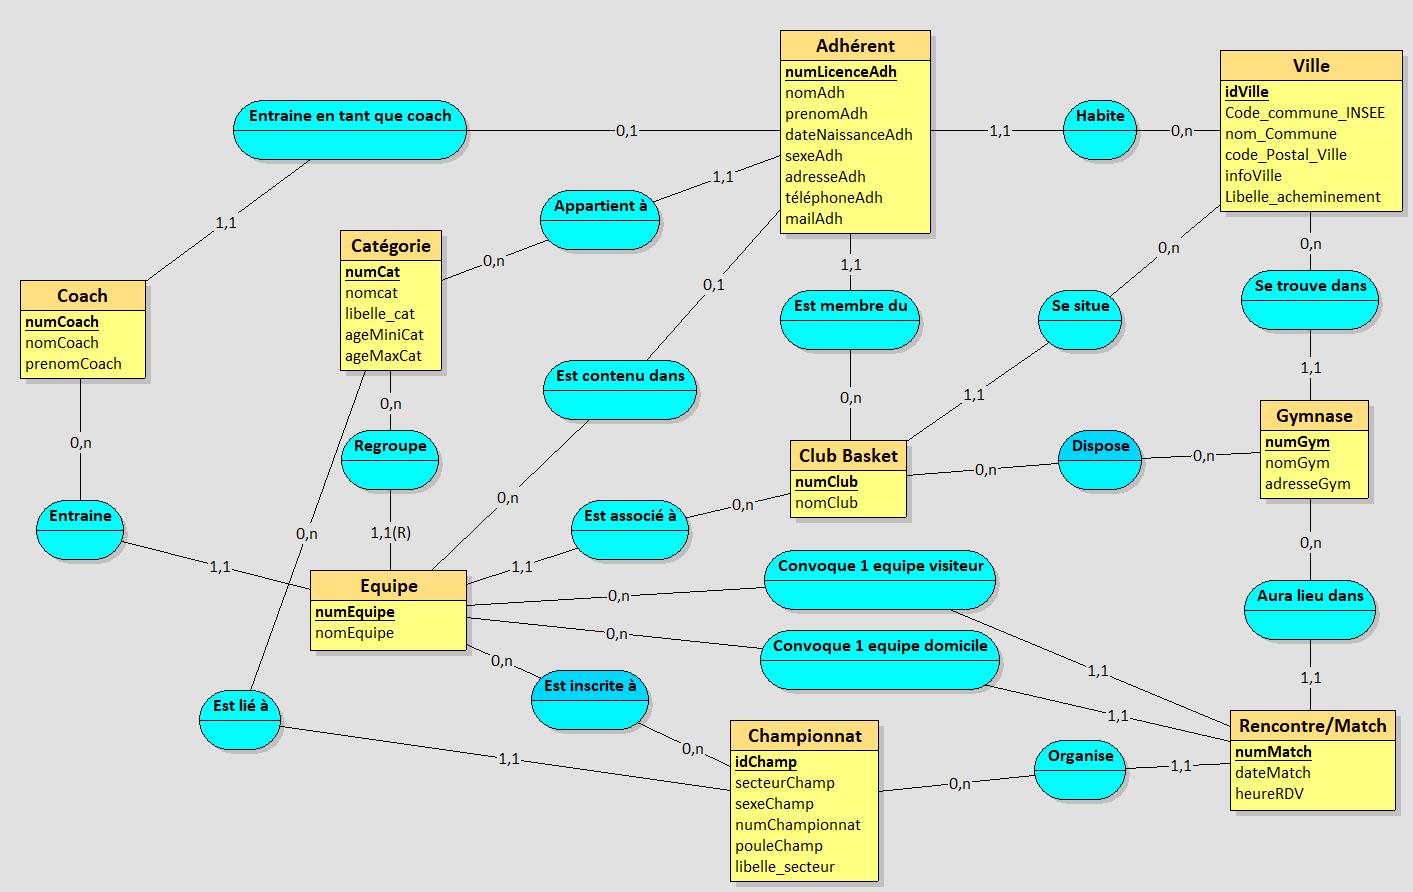 Adhérent
numLicenceAdh
nomAdh
prenomAdh
dateNaissanceAdh
sexeAdh
adresseAdh
téléphoneAdh
mailAdh
Ville
idVille
Code_commune_INSEE
nom_Commune
code_Postal_Ville
infoVille
Libelle_acheminement
Entraine en tant que coach
0,1
1,1
Habite
0,n
1,1
Appartient à
1,1
0,n
Catégorie
numCat
nomcat
libelle_cat
ageMiniCat
ageMaxCat
Coach
numCoach
nomCoach
prenomCoach
0,1
1,1
Est membre du
0,n
0,n
Se situe
1,1
0,n
Se trouve dans
1,1
Est contenu dans
0,n
0,n
Regroupe
1,1(R)
0,n
Entraine
1,1
0,n
Club Basket
numClub
nomClub
0,n
Dispose
0,n
Gymnase
numGym
nomGym
adresseGym
Est associé à
0,n
1,1
Equipe
numEquipe
nomEquipe
0,n
Convoque 1 equipe visiteur
1,1
0,n
Convoque 1 equipe domicile
1,1
0,n
Aura lieu dans
1,1
0,n
Est inscrite à
0,n
Est lié à
1,1
Championnat
idChamp
secteurChamp
sexeChamp
numChampionnat
pouleChamp
libelle_secteur
0,n
Organise
1,1
Rencontre/Match
numMatch
dateMatch
heureRDV